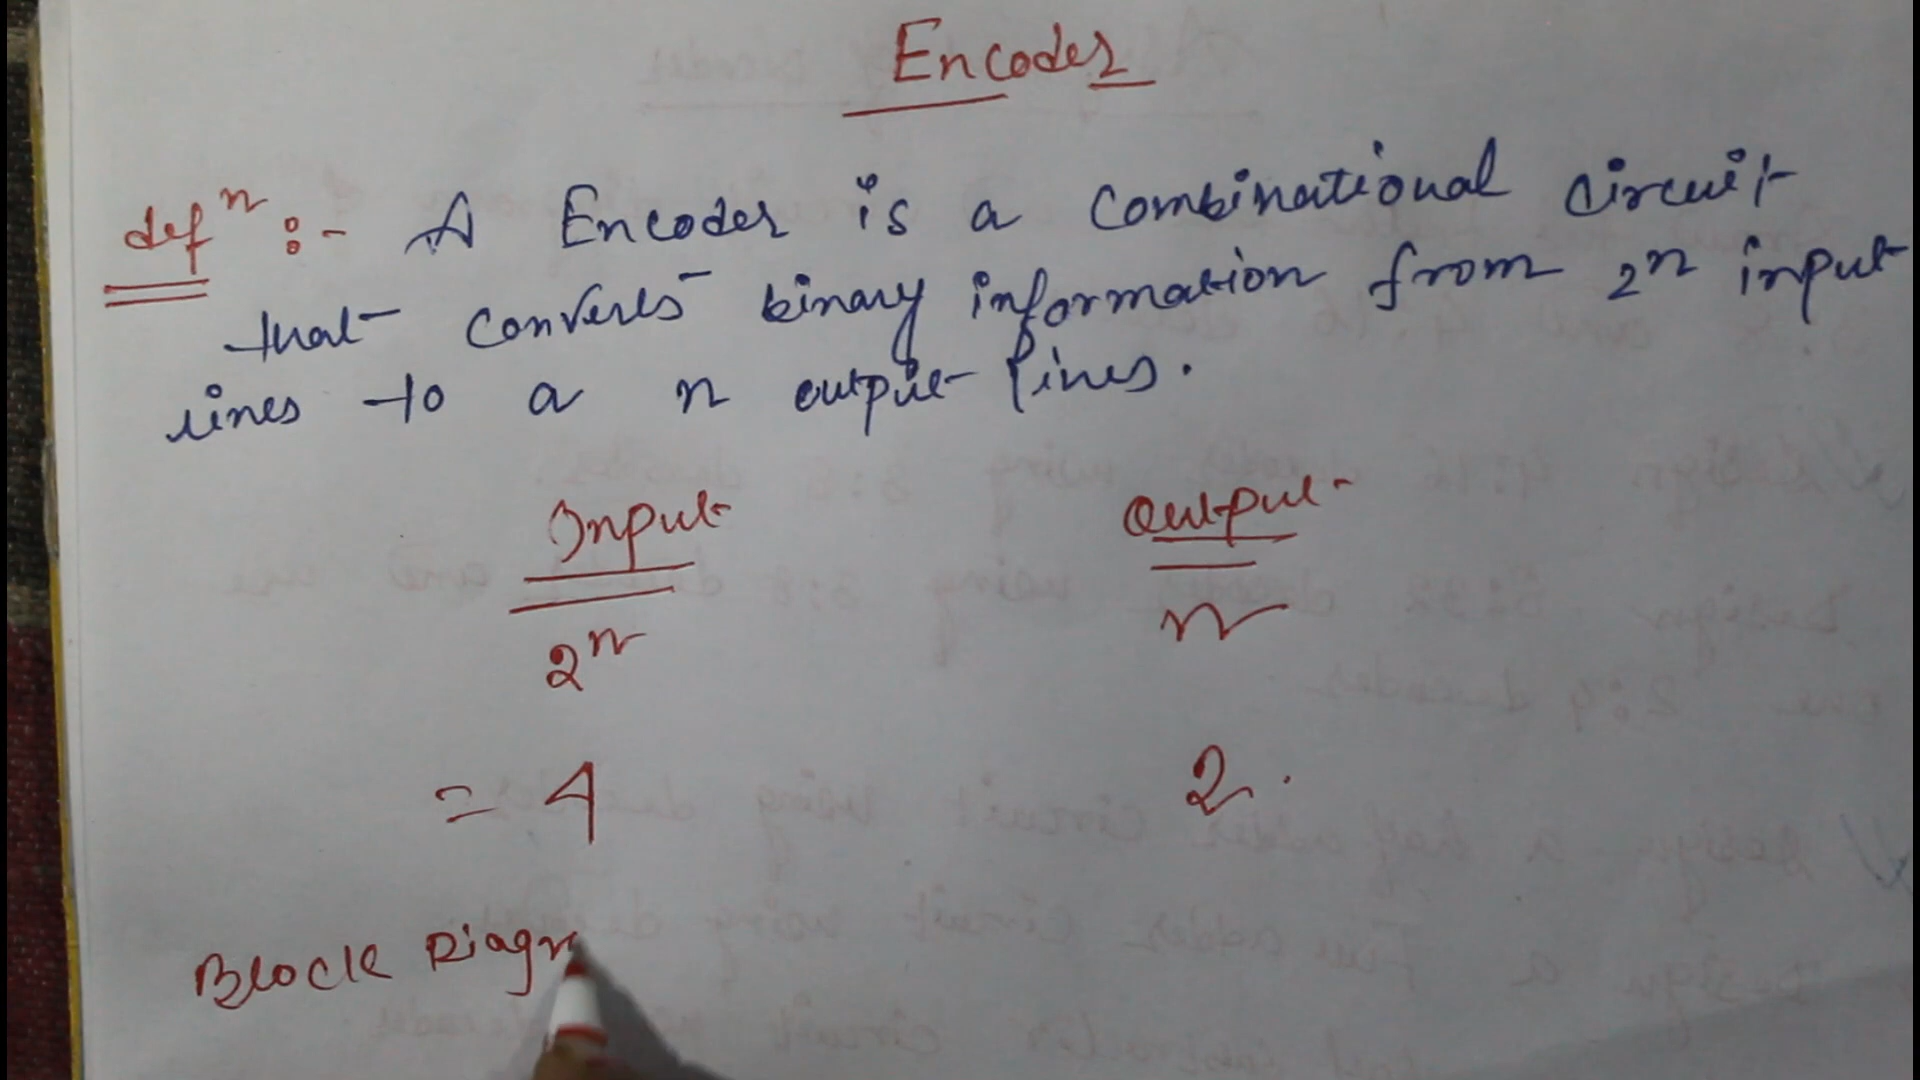 Encoder
defⁿ :- A Encoder is a combinational circuit
that converts binary information from 2ⁿ input
lines to a n output lines.
Input Output
2ⁿ n
= 4 2.
Block Diagr